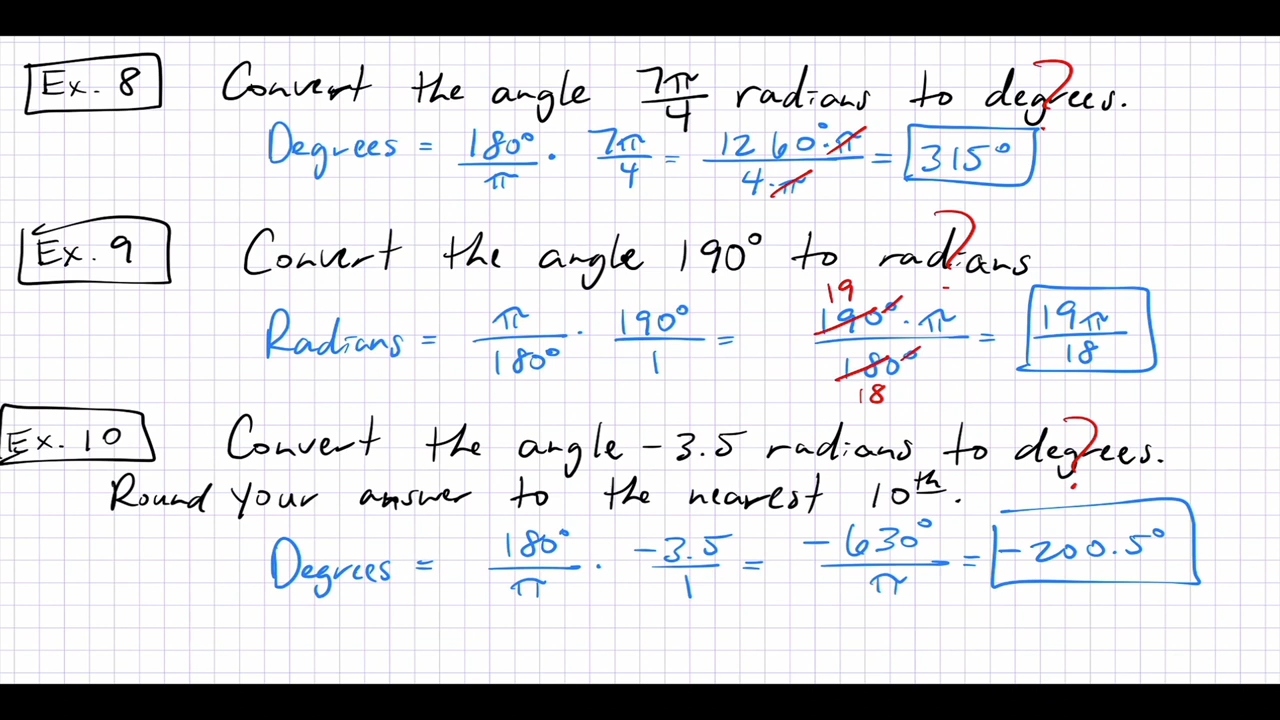 Ex. 8 Convert the angle 7π/4 radians to degrees. ?
Degrees = 180°/π · 7π/4 = 1260°·π/4·π = 315°
Ex. 9 Convert the angle 190° to radians ?
Radians = π/180° · 190°/1 = 19 190°·π/180° 18 = 19π/18
Ex. 10 Convert the angle -3.5 radians to degrees. ?
Round your answer to the nearest 10th.
Degrees = 180°/π · -3.5/1 = -630°/π = -200.5°